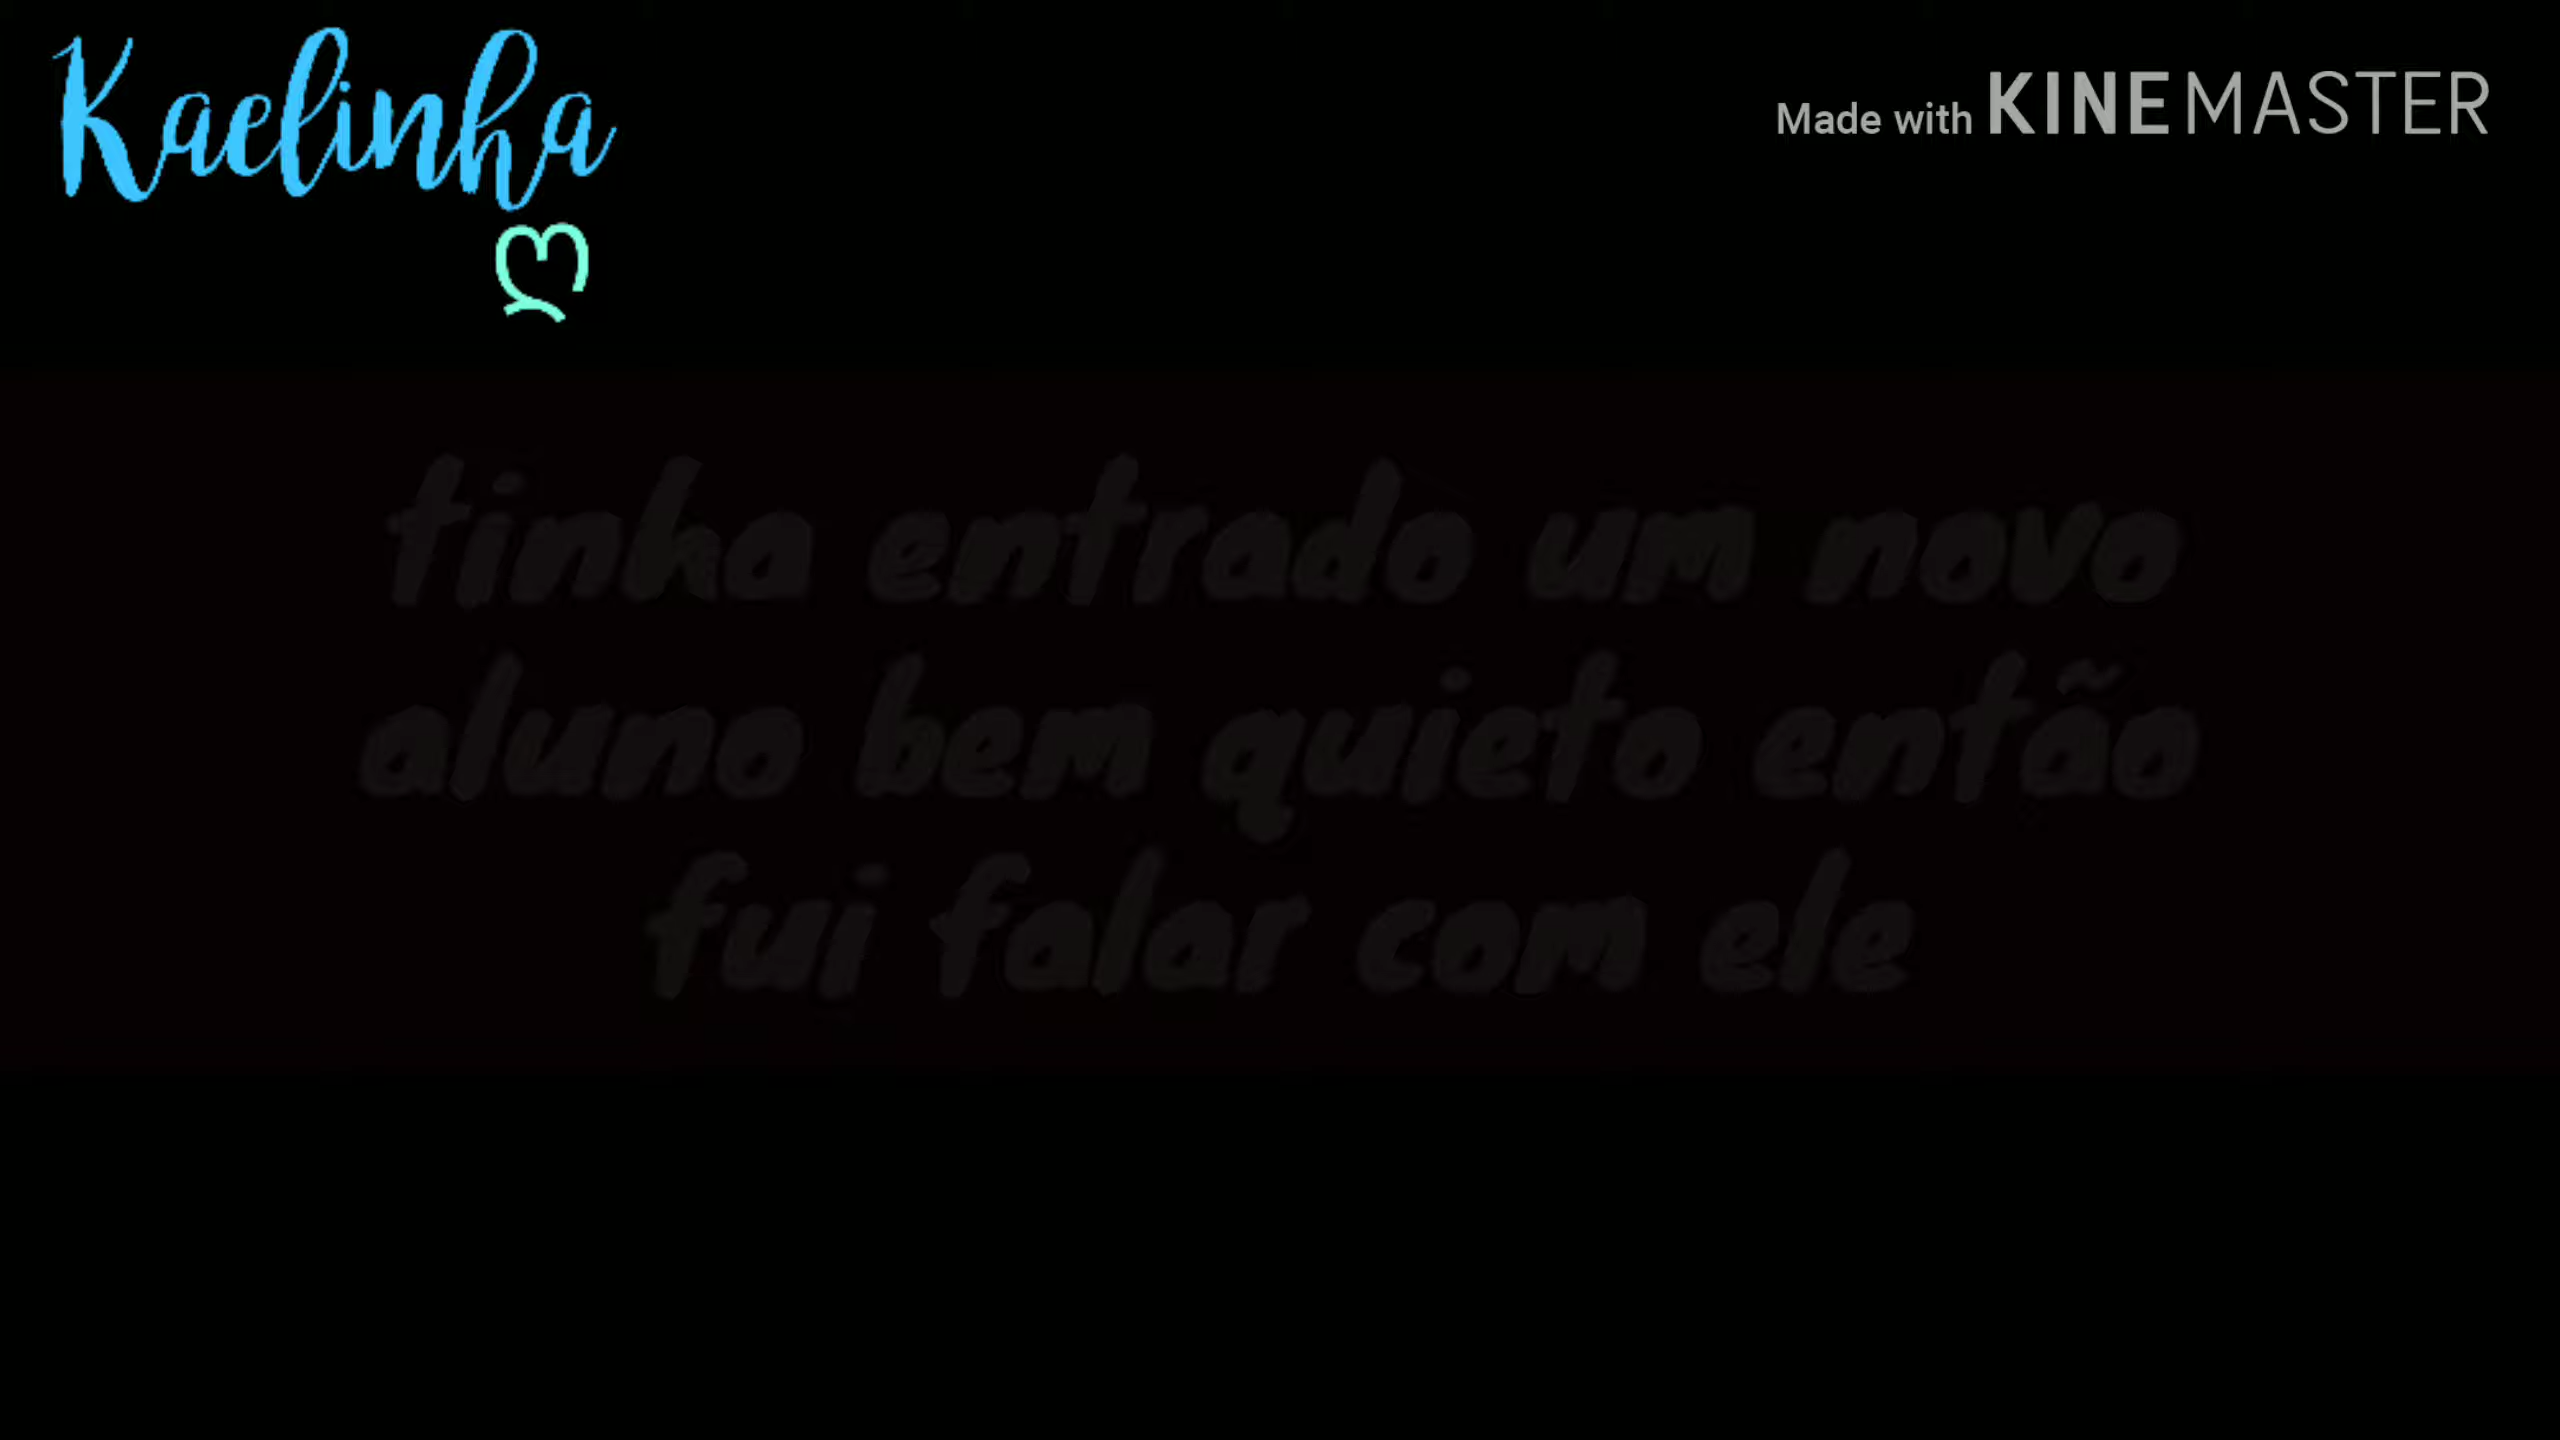 Kaelinha
Made with KINEMASTER
ღ
tinha entrado um novo
aluno bem quieto então
fui falar com ele